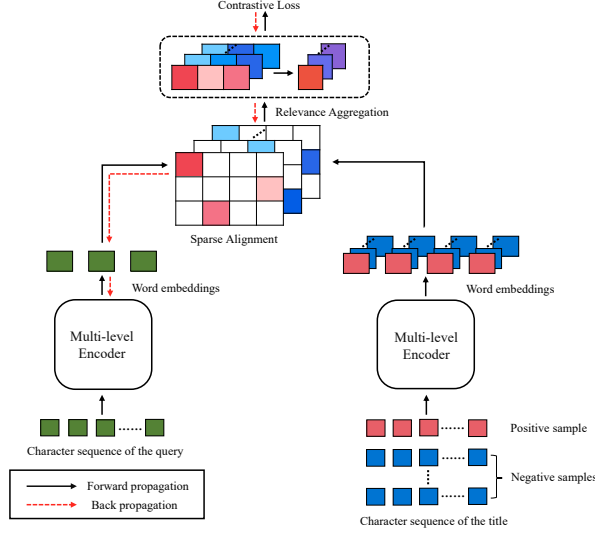 Contrastive Loss
Relevance Aggregation
Sparse Alignment
Word embeddings
Word embeddings
Multi-level
Encoder
Multi-level
Encoder
Positive sample
Character sequence of the query
Negative samples
Forward propagation
Back propagation
Character sequence of the title